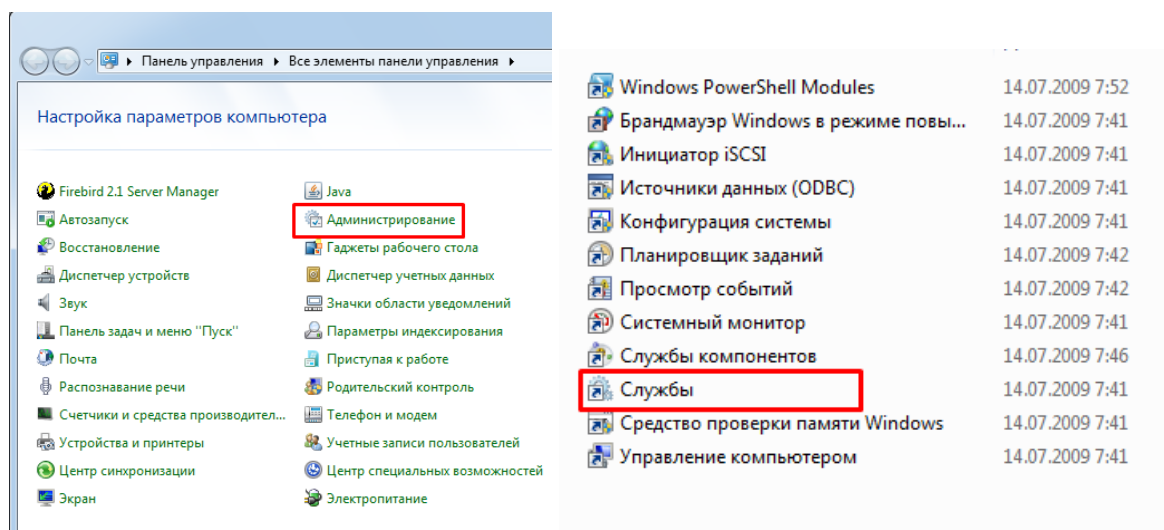 Панель управления ▸ Все элементы панели управления ▸
Настройка параметров компьютера
Firebird 2.1 Server Manager
Java
Автозапуск
Администрирование
Восстановление
Гаджеты рабочего стола
Диспетчер устройств
Диспетчер учетных данных
Звук
Значки области уведомлений
Панель задач и меню "Пуск"
Параметры индексирования
Почта
Приступая к работе
Распознавание речи
Родительский контроль
Счетчики и средства производител...
Телефон и модем
Устройства и принтеры
Учетные записи пользователей
Центр синхронизации
Центр специальных возможностей
Экран
Электропитание
Windows PowerShell Modules 14.07.2009 7:52
Брандмауэр Windows в режиме повы... 14.07.2009 7:41
Инициатор iSCSI 14.07.2009 7:41
Источники данных (ODBC) 14.07.2009 7:41
Конфигурация системы 14.07.2009 7:41
Планировщик заданий 14.07.2009 7:42
Просмотр событий 14.07.2009 7:42
Системный монитор 14.07.2009 7:41
Службы компонентов 14.07.2009 7:46
Службы 14.07.2009 7:41
Средство проверки памяти Windows 14.07.2009 7:41
Управление компьютером 14.07.2009 7:41